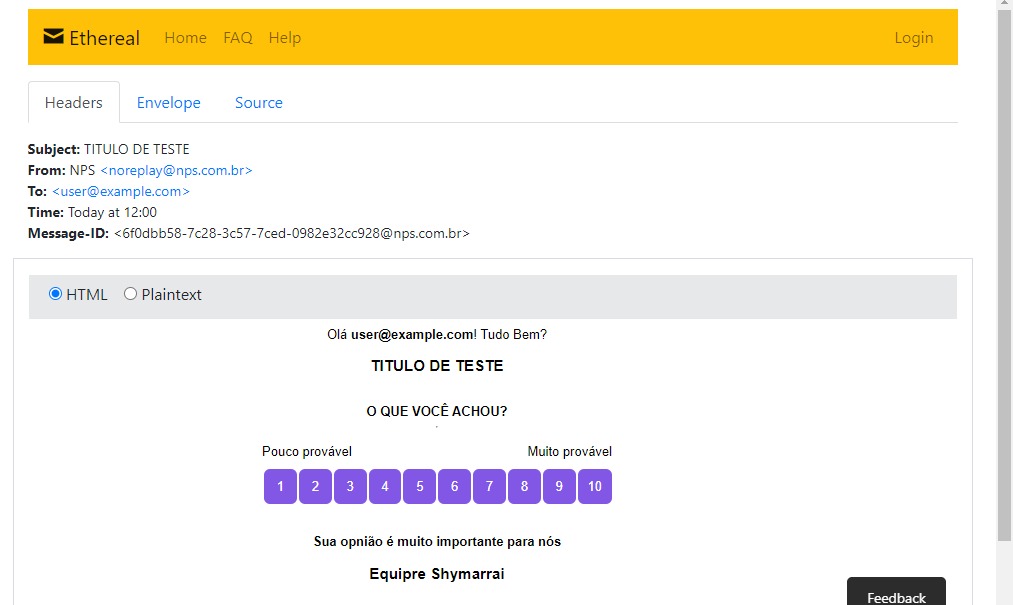 Ethereal Home FAQ Help Login
Headers Envelope Source
Subject: TITULO DE TESTE
From: NPS <noreplay@nps.com.br>
To: <user@example.com>
Time: Today at 12:00
Message-ID: <6f0dbb58-7c28-3c57-7ced-0982e32cc928@nps.com.br>
HTML Plaintext
Olá user@example.com! Tudo Bem?
TITULO DE TESTE
O QUE VOCÊ ACHOU?
Pouco provável Muito provável
1 2 3 4 5 6 7 8 9 10
Sua opnião é muito importante para nós
Equipre Shymarrai
Feedback